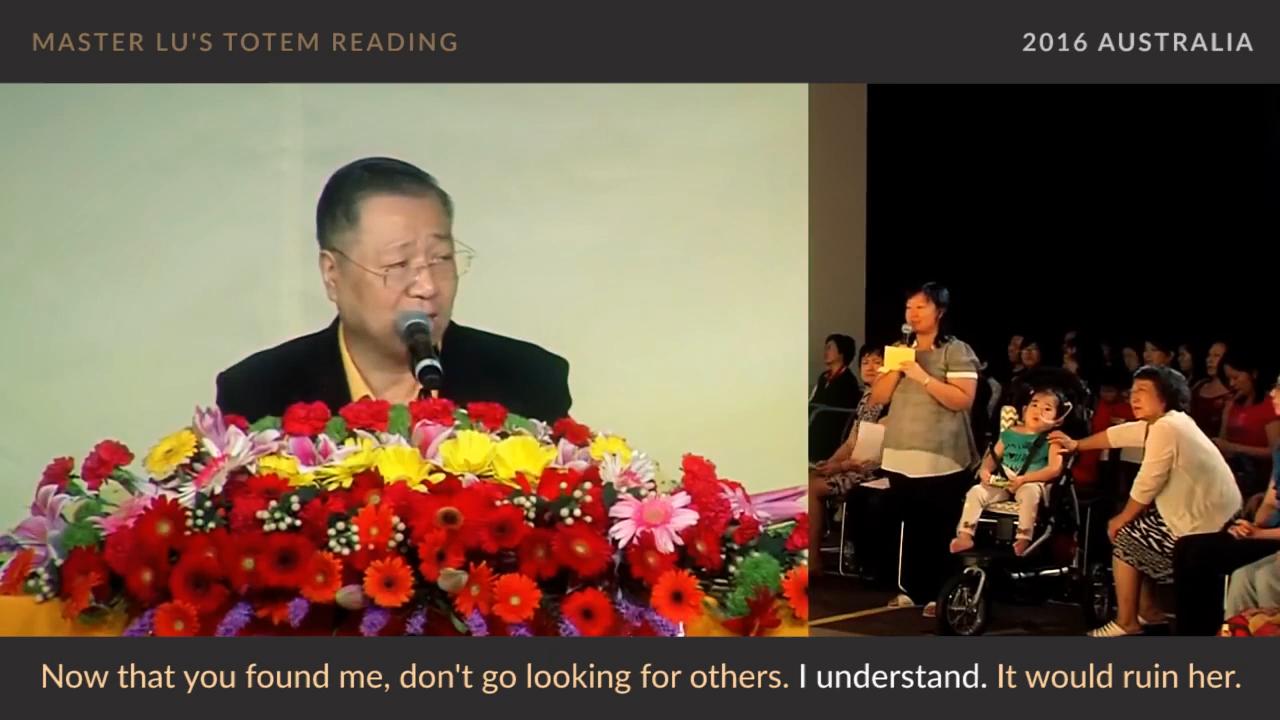 MASTER LU'S TOTEM READING
2016 AUSTRALIA
Now that you found me, don't go looking for others. I understand. It would ruin her.